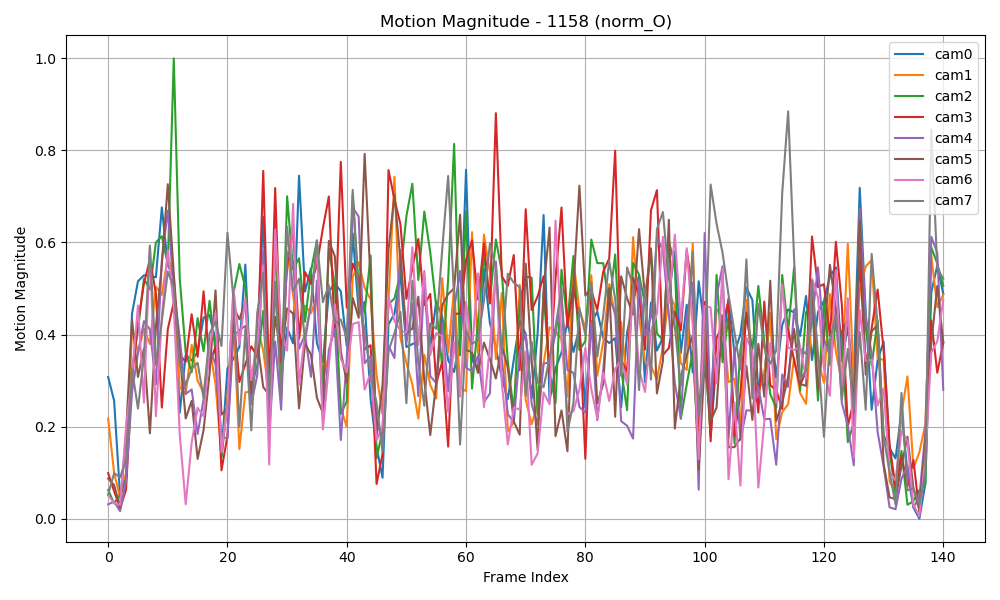 Motion Magnitude - 1158 (norm_O)
Motion Magnitude
1.0
0.8
0.6
0.4
0.2
0.0
0
20
40
60
80
100
120
140
Frame Index
cam0
cam1
cam2
cam3
cam4
cam5
cam6
cam7